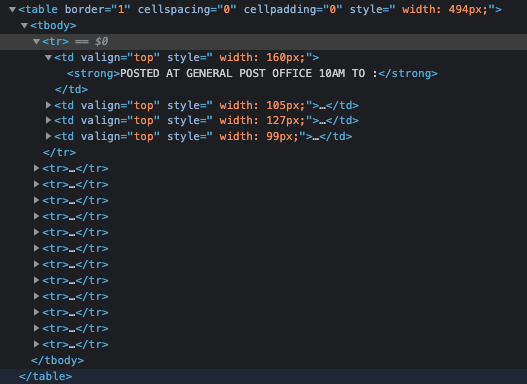 ▼<table border="1" cellspacing="0" cellpadding="0" style=" width: 494px;">
▼<tbody>
▼<tr> == $0
▼<td valign="top" style=" width: 160px;">
<strong>POSTED AT GENERAL POST OFFICE 10AM TO :</strong>
</td>
▶<td valign="top" style=" width: 105px;">…</td>
▶<td valign="top" style=" width: 127px;">…</td>
▶<td valign="top" style=" width: 99px;">…</td>
</tr>
▶<tr>…</tr>
▶<tr>…</tr>
▶<tr>…</tr>
▶<tr>…</tr>
▶<tr>…</tr>
▶<tr>…</tr>
▶<tr>…</tr>
▶<tr>…</tr>
▶<tr>…</tr>
▶<tr>…</tr>
▶<tr>…</tr>
▶<tr>…</tr>
</tbody>
</table>